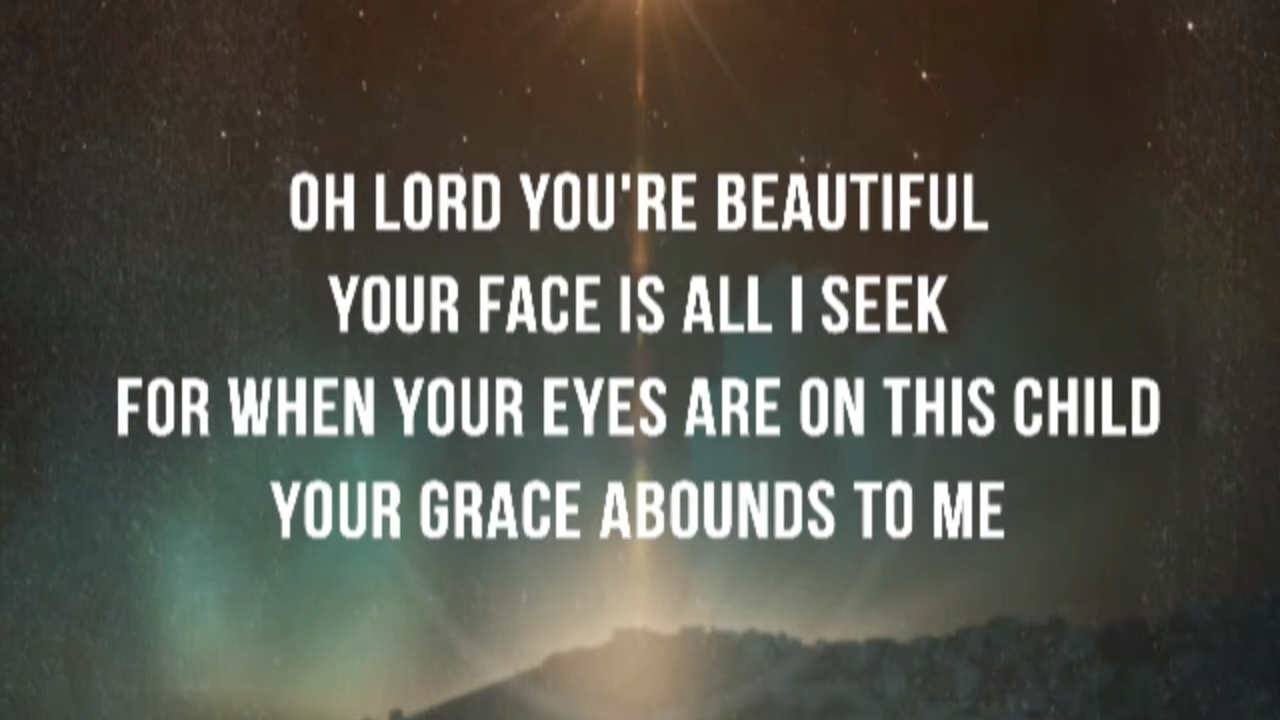 OH LORD YOU'RE BEAUTIFUL
YOUR FACE IS ALL I SEEK
FOR WHEN YOUR EYES ARE ON THIS CHILD
YOUR GRACE ABOUNDS TO ME